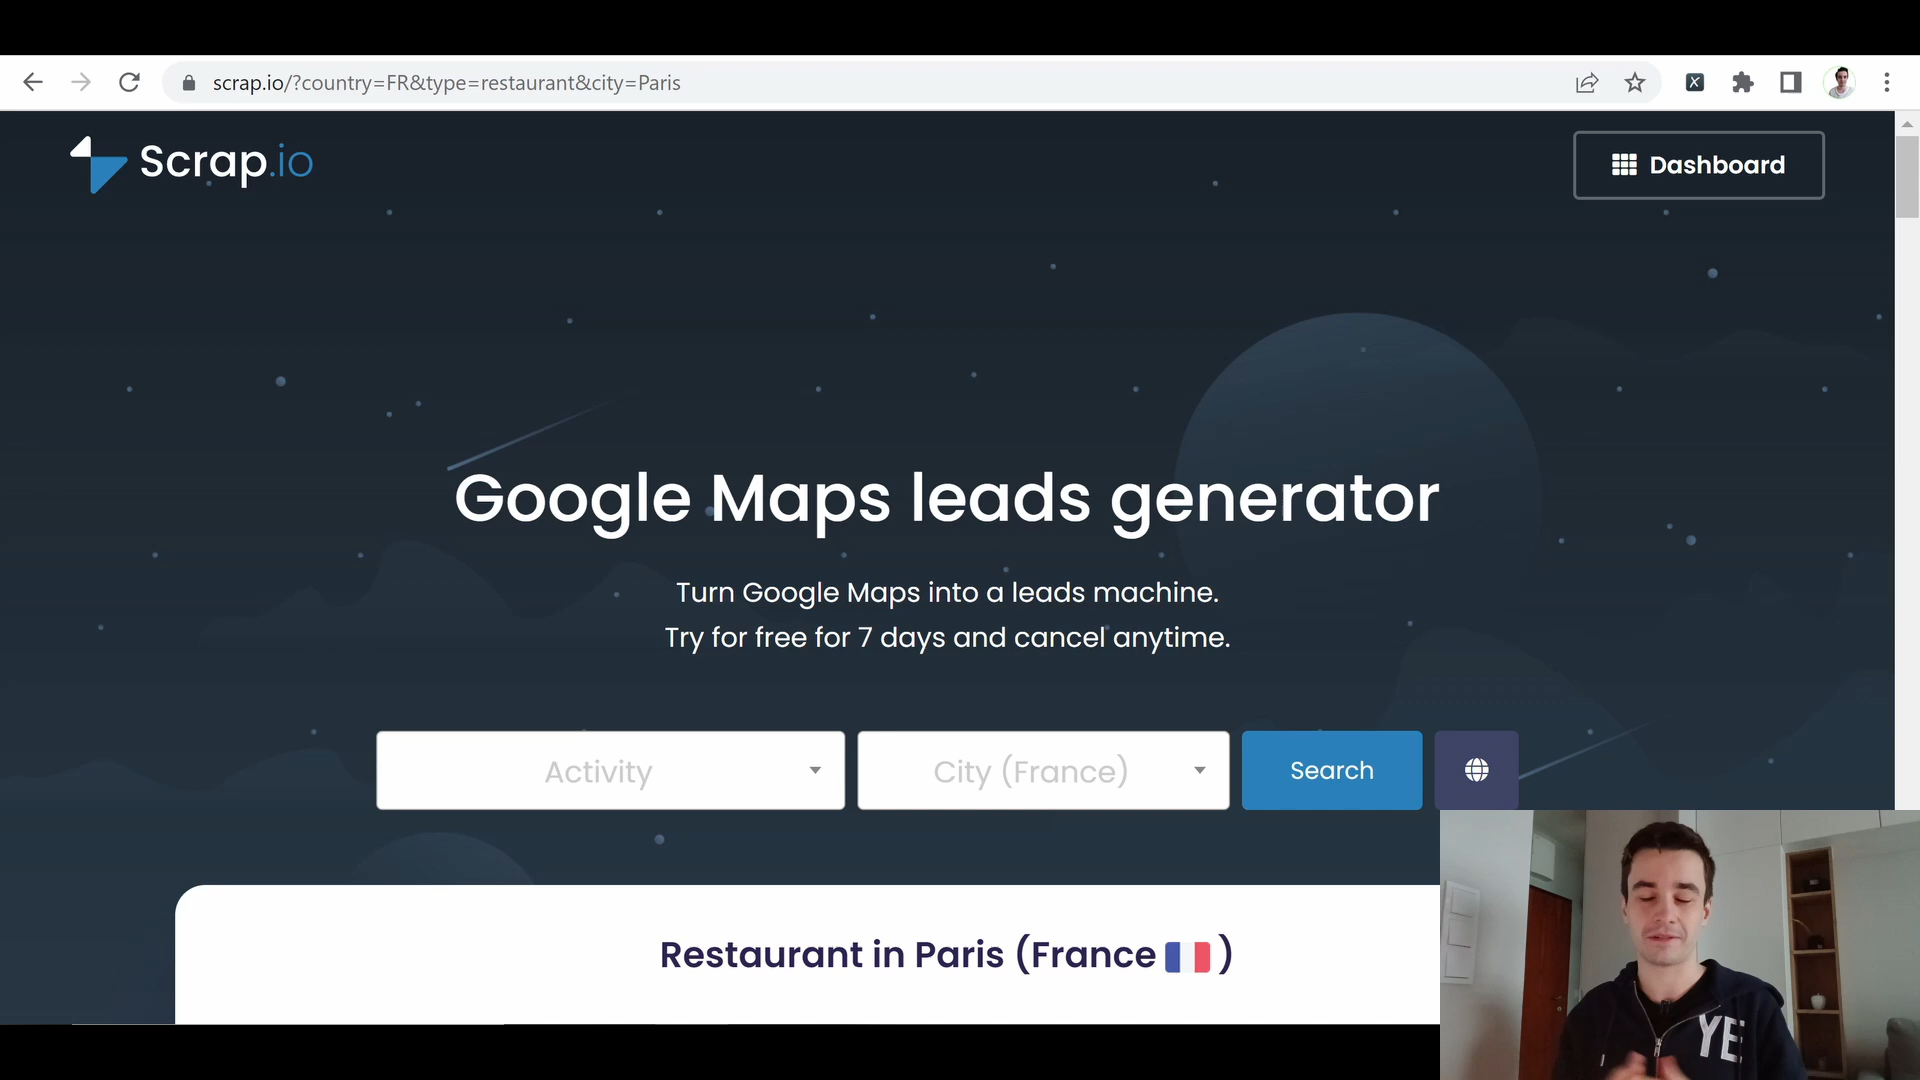 scrap.io/?country=FR&type=restaurant&city=Paris
Scrap.io
Dashboard
Google Maps leads generator
Turn Google Maps into a leads machine.
Try for free for 7 days and cancel anytime.
Activity
City (France)
Search
Restaurant in Paris (France )
YE